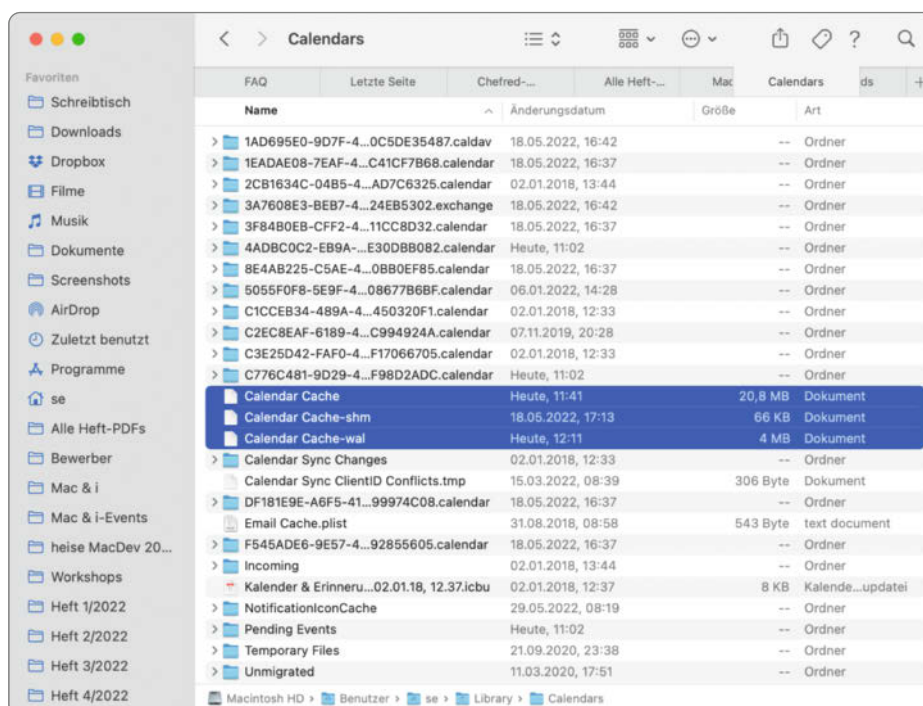 Calendars
?
Favoriten
Schreibtisch
Downloads
Dropbox
Filme
Musik
Dokumente
Screenshots
AirDrop
Zuletzt benutzt
Programme
se
Alle Heft-PDFs
Bewerber
Mac & i
Mac & i-Events
heise MacDev 20...
Workshops
Heft 1/2022
Heft 2/2022
Heft 3/2022
Heft 4/2022
FAQ Letzte Seite Chefred-... Alle Heft-... Mac Calendars ds +
Name Änderungsdatum Größe Art
1AD695E0-9D7F-4...0C5DE35487.caldav 18.05.2022, 16:42 -- Ordner
1EADAE08-7EAF-4...C41CF7B68.calendar 18.05.2022, 16:37 -- Ordner
2CB1634C-04B5-4...AD7C6325.calendar 02.01.2018, 13:44 -- Ordner
3A7608E3-BEB7-4...24EB5302.exchange 18.05.2022, 16:42 -- Ordner
3F84B0EB-CFF2-4...11CC8D32.calendar 18.05.2022, 16:37 -- Ordner
4ADBC0C2-EB9A-...E30DBB082.calendar Heute, 11:02 -- Ordner
8E4AB225-C5AE-4...0BB0EF85.calendar 18.05.2022, 16:37 -- Ordner
5055F0F8-5E9F-4...08677B6BF.calendar 06.01.2022, 14:28 -- Ordner
C1CCEB34-489A-4...450320F1.calendar 02.01.2018, 12:33 -- Ordner
C2EC8EAF-6189-4...C994924A.calendar 07.11.2019, 20:28 -- Ordner
C3E25D42-FAF0-4...F17066705.calendar 02.01.2018, 12:33 -- Ordner
C776C481-9D29-4...F98D2ADC.calendar Heute, 11:02 -- Ordner
Calendar Cache Heute, 11:41 20,8 MB Dokument
Calendar Cache-shm 18.05.2022, 17:13 66 KB Dokument
Calendar Cache-wal Heute, 12:11 4 MB Dokument
Calendar Sync Changes 02.01.2018, 12:33 -- Ordner
Calendar Sync ClientID Conflicts.tmp 15.03.2022, 08:39 306 Byte Dokument
DF181E9E-A6F5-41...99974C08.calendar 18.05.2022, 16:37 -- Ordner
Email Cache.plist 31.08.2018, 08:58 543 Byte text document
F545ADE6-9E57-4...92855605.calendar 18.05.2022, 16:37 -- Ordner
Incoming 02.01.2018, 13:44 -- Ordner
Kalender & Erinneru...02.01.18, 12.37.icbu 02.01.2018, 12:37 8 KB Kalende...updatei
NotificationIconCache 29.05.2022, 08:19 -- Ordner
Pending Events Heute, 11:02 -- Ordner
Temporary Files 21.09.2020, 23:38 -- Ordner
Unmigrated 11.03.2020, 17:51 -- Ordner
Macintosh HD › Benutzer › se › Library › Calendars